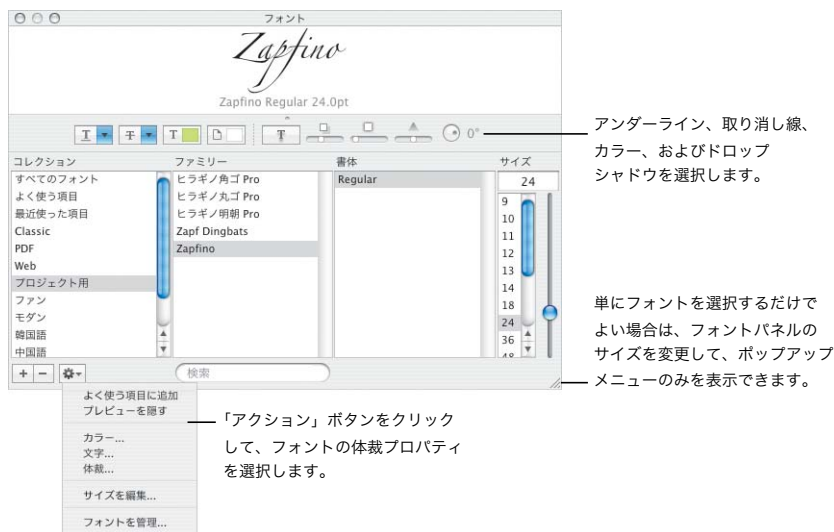 フォント
Zapfino
Zapfino Regular 24.0pt
T T T T 0°
アンダーライン、取り消し線、
カラー、およびドロップ
シャドウを選択します。
コレクション ファミリー 書体 サイズ
すべてのフォント
よく使う項目
最近使った項目
Classic
PDF
Web
プロジェクト用
ファン
モダン
韓国語
中国語
ヒラギノ角ゴ Pro
ヒラギノ丸ゴ Pro
ヒラギノ明朝 Pro
Zapf Dingbats
Zapfino
Regular
24
9
10
11
12
13
14
18
24
36
48
単にフォントを選択するだけで
よい場合は、フォントパネルの
サイズを変更して、ポップアップ
メニューのみを表示できます。
検索
よく使う項目に追加
プレビューを隠す
カラー...
文字...
体裁...
サイズを編集...
フォントを管理...
「アクション」ボタンをクリック
して、フォントの体裁プロパティ
を選択します。